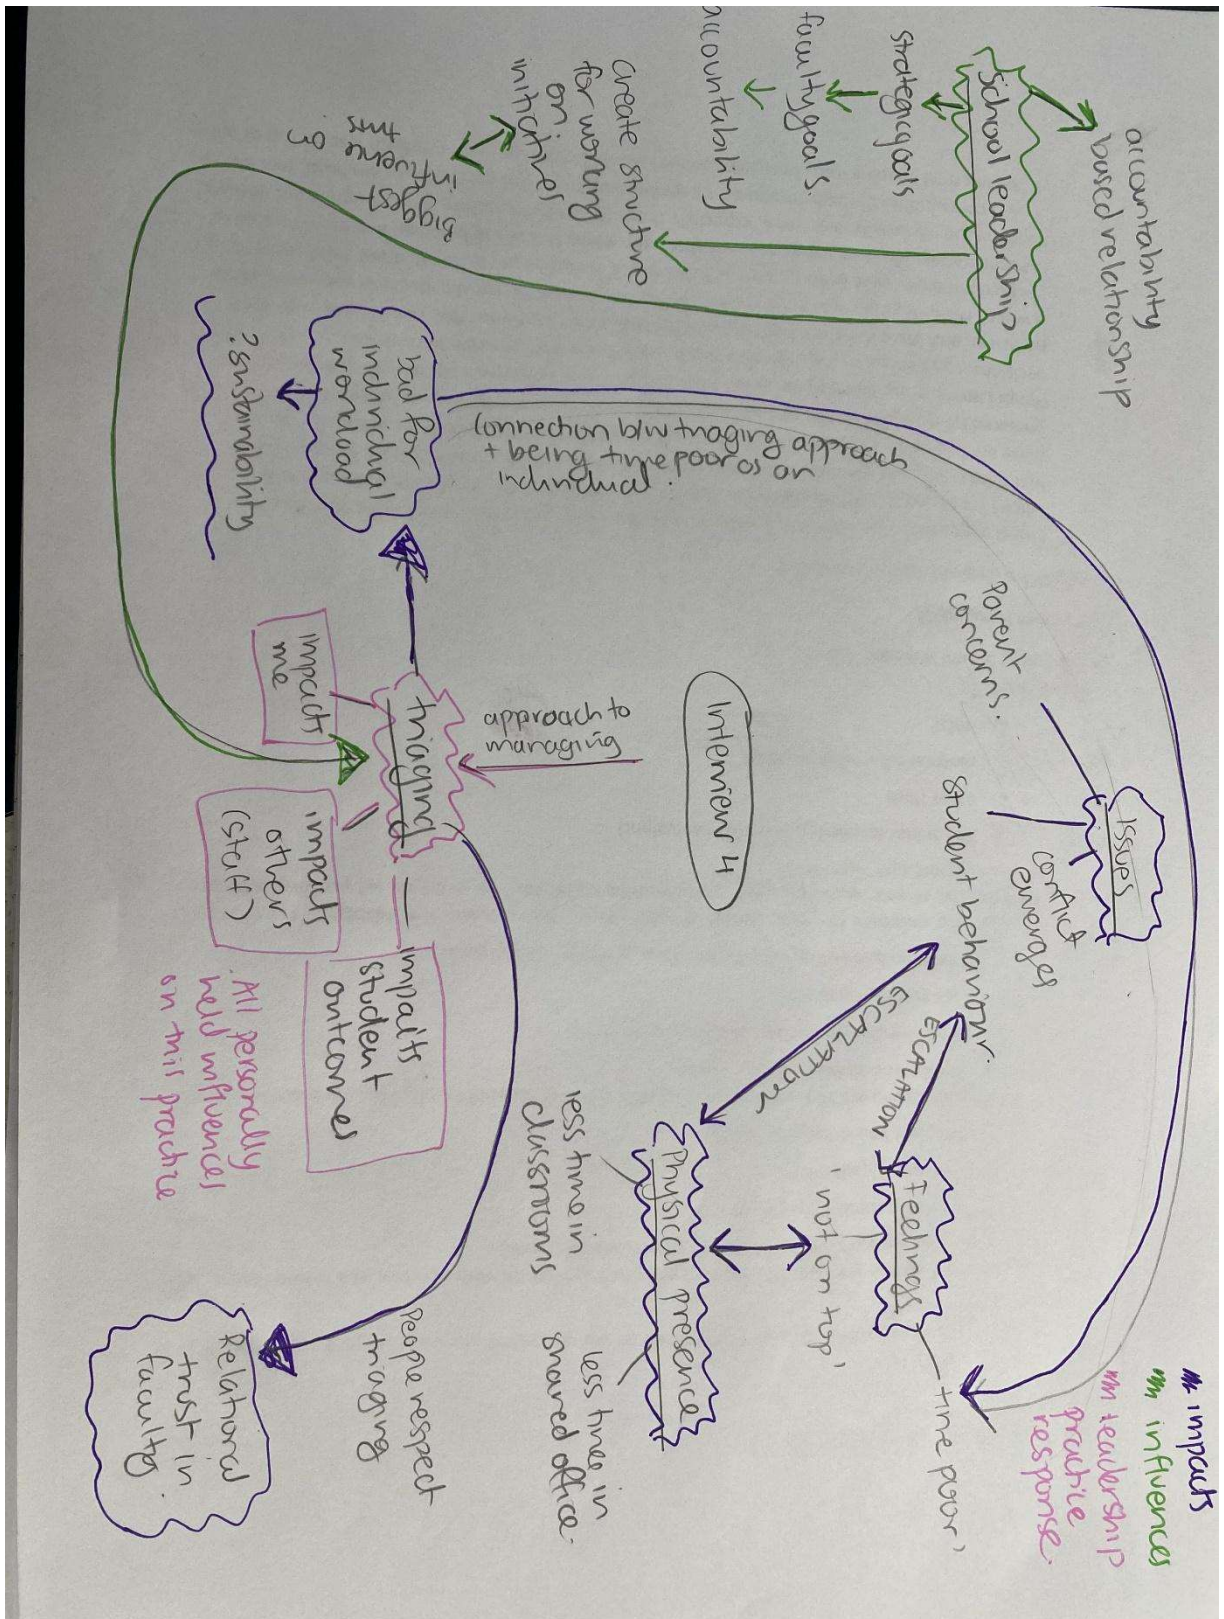 impacts
influences
leadership
practice
response.
accountability
based relationship
School leadership
strategic goals
faculty goals.
accountability
create structure
for working
on
initiatives
biggest
influence on
this
Issues
Parent
concerns.
student behaviour.
conflict
emerges
ESCALATION
ESCALATION
Feelings
'time poor'
'not on top'
Physical presence
less time in
classrooms
less time in
shared office.
Interview 4
connection b/w triaging approach
+ being time poor as an
individual.
bad for
individual
workload
?sustainability
approach to
managing
triaging
impacts
me
impacts
others
(staff)
impacts
student
outcomes
All personally
held influences
on this practice
People respect
triaging
Relational
trust in
faculty.